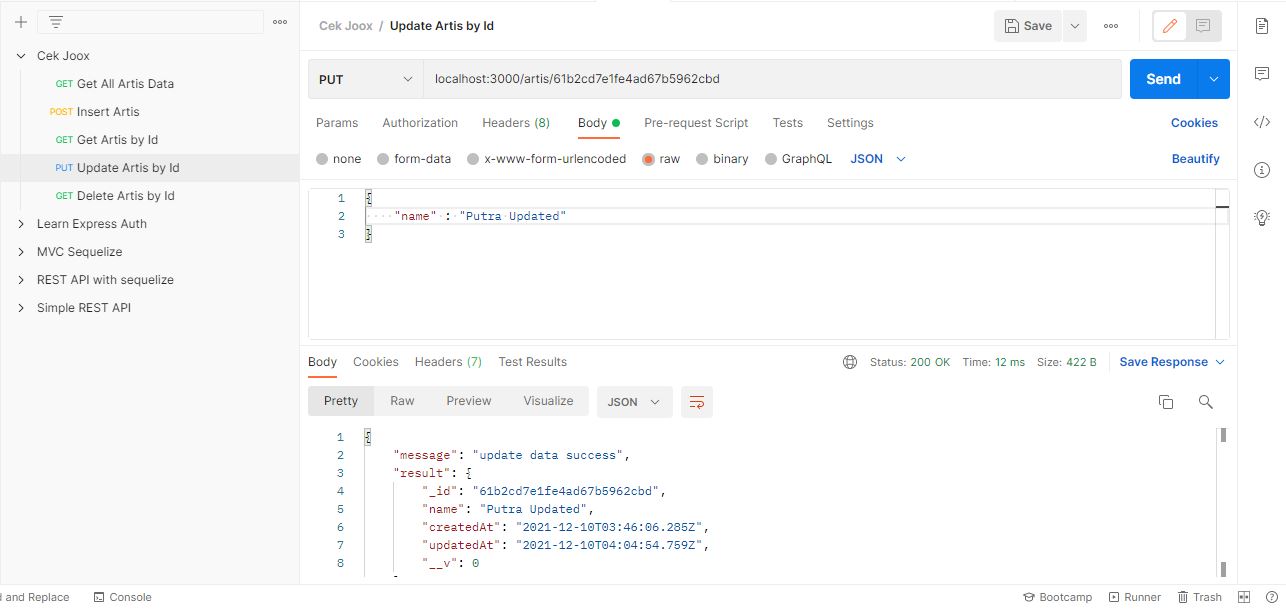 Cek Joox
GET Get All Artis Data
POST Insert Artis
GET Get Artis by Id
PUT Update Artis by Id
GET Delete Artis by Id
Learn Express Auth
MVC Sequelize
REST API with sequelize
Simple REST API
Cek Joox / Update Artis by Id
Save
PUT
localhost:3000/artis/61b2cd7e1fe4ad67b5962cbd
Send
Params Authorization Headers (8) Body Pre-request Script Tests Settings Cookies
none form-data x-www-form-urlencoded raw binary GraphQL JSON Beautify
1 {
2 "name" : "Putra Updated"
3 }
Body Cookies Headers (7) Test Results Status: 200 OK Time: 12 ms Size: 422 B Save Response
Pretty Raw Preview Visualize JSON
1 {
2 "message": "update data success",
3 "result": {
4 "_id": "61b2cd7e1fe4ad67b5962cbd",
5 "name": "Putra Updated",
6 "createdAt": "2021-12-10T03:46:06.285Z",
7 "updatedAt": "2021-12-10T04:04:54.759Z",
8 "__v": 0
and Replace Console Bootcamp Runner Trash